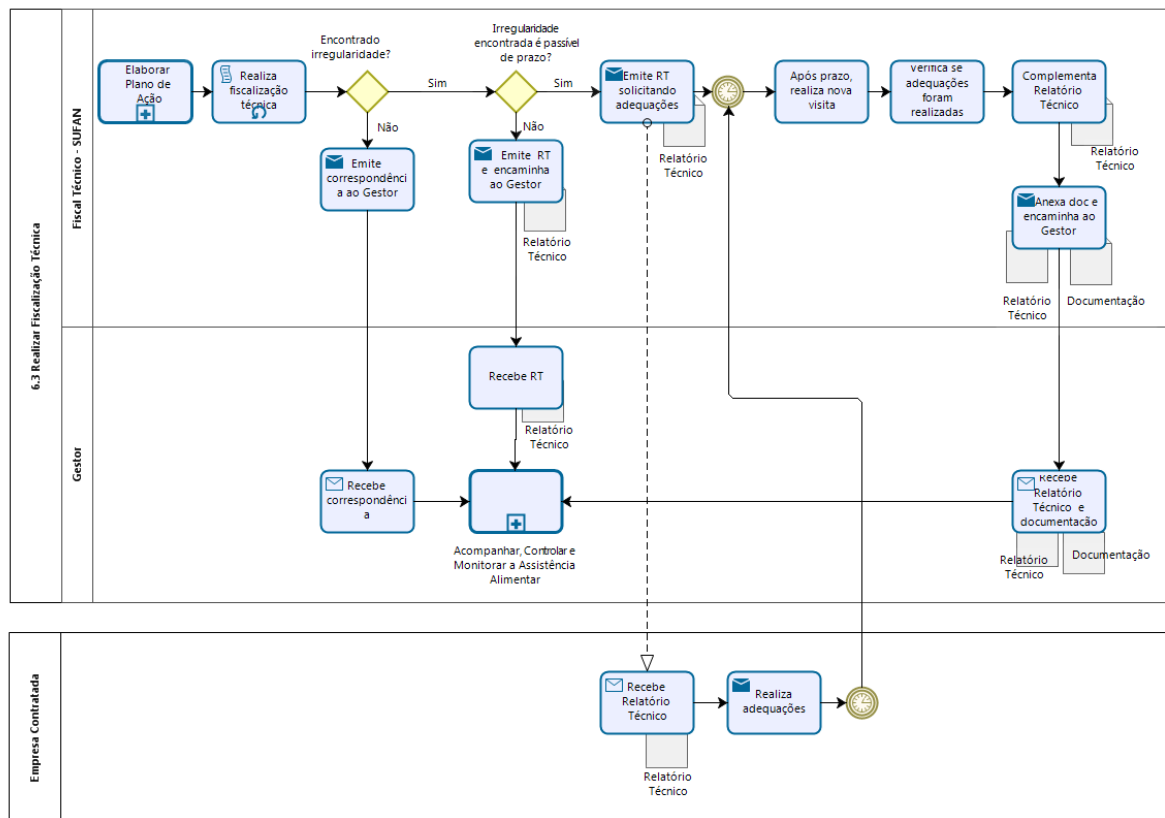 6.3 Realizar Fiscalização Técnica
Fiscal Técnico - SUFAN
Elaborar
Plano de
Ação
Realiza
fiscalização
técnica
Encontrado
irregularidade?
Sim
Não
Irregularidade
encontrada é passível
de prazo?
Sim
Não
Emite RT
solicitando
adequações
Relatório
Técnico
Após prazo,
realiza nova
visita
verifica se
adequações
foram
realizadas
Complementa
Relatório
Técnico
Relatório
Técnico
Emite
correspondênci
a ao Gestor
Emite RT
e encaminha
ao Gestor
Relatório
Técnico
Anexa doc e
encaminha ao
Gestor
Relatório
Técnico
Documentação
Gestor
Recebe RT
Relatório
Técnico
Recebe
correspondênci
a
Acompanhar, Controlar e
Monitorar a Assistência
Alimentar
Recebe
Relatório
Técnico e
documentação
Relatório
Técnico
Documentação
Empresa Contratada
Recebe
Relatório
Técnico
Relatório
Técnico
Realiza
adequações